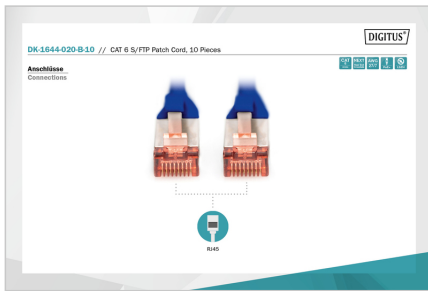 DIGITUS®
DK-1644-020-B-10 // CAT 6 S/FTP Patch Cord, 10 Pieces
Anschlüsse
Connections
RJ45